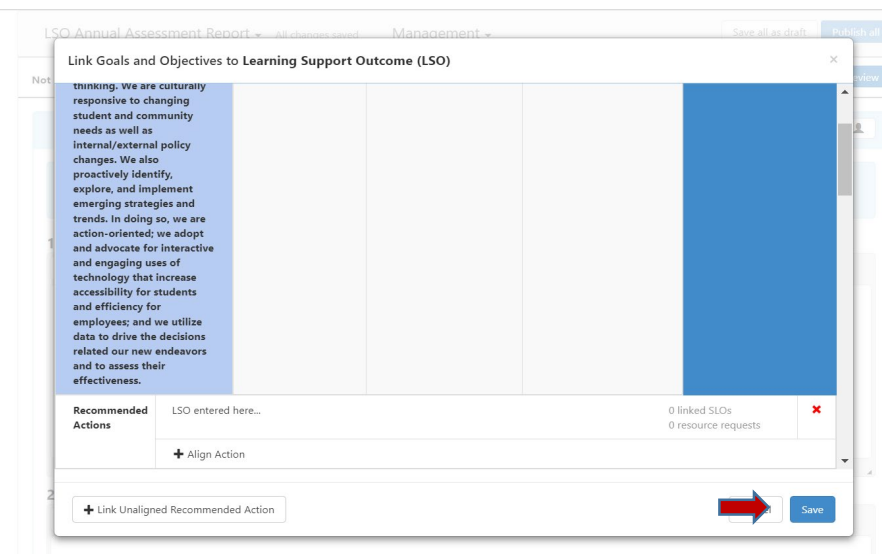 LSO Annual Assessment Report All changes saved Management Save all as draft Publish all
Link Goals and Objectives to Learning Support Outcome (LSO) ×
Not
thinking. We are culturally
responsive to changing
student and community
needs as well as
internal/external policy
changes. We also
proactively identify,
explore, and implement
emerging strategies and
trends. In doing so, we are
action-oriented; we adopt
1
and advocate for interactive
and engaging uses of
technology that increase
accessibility for students
and efficiency for
employees; and we utilize
data to drive the decisions
related our new endeavors
and to assess their
effectiveness.
Recommended Actions
LSO entered here...
0 linked SLOs
0 resource requests
+ Align Action
2
+ Link Unaligned Recommended Action
Save